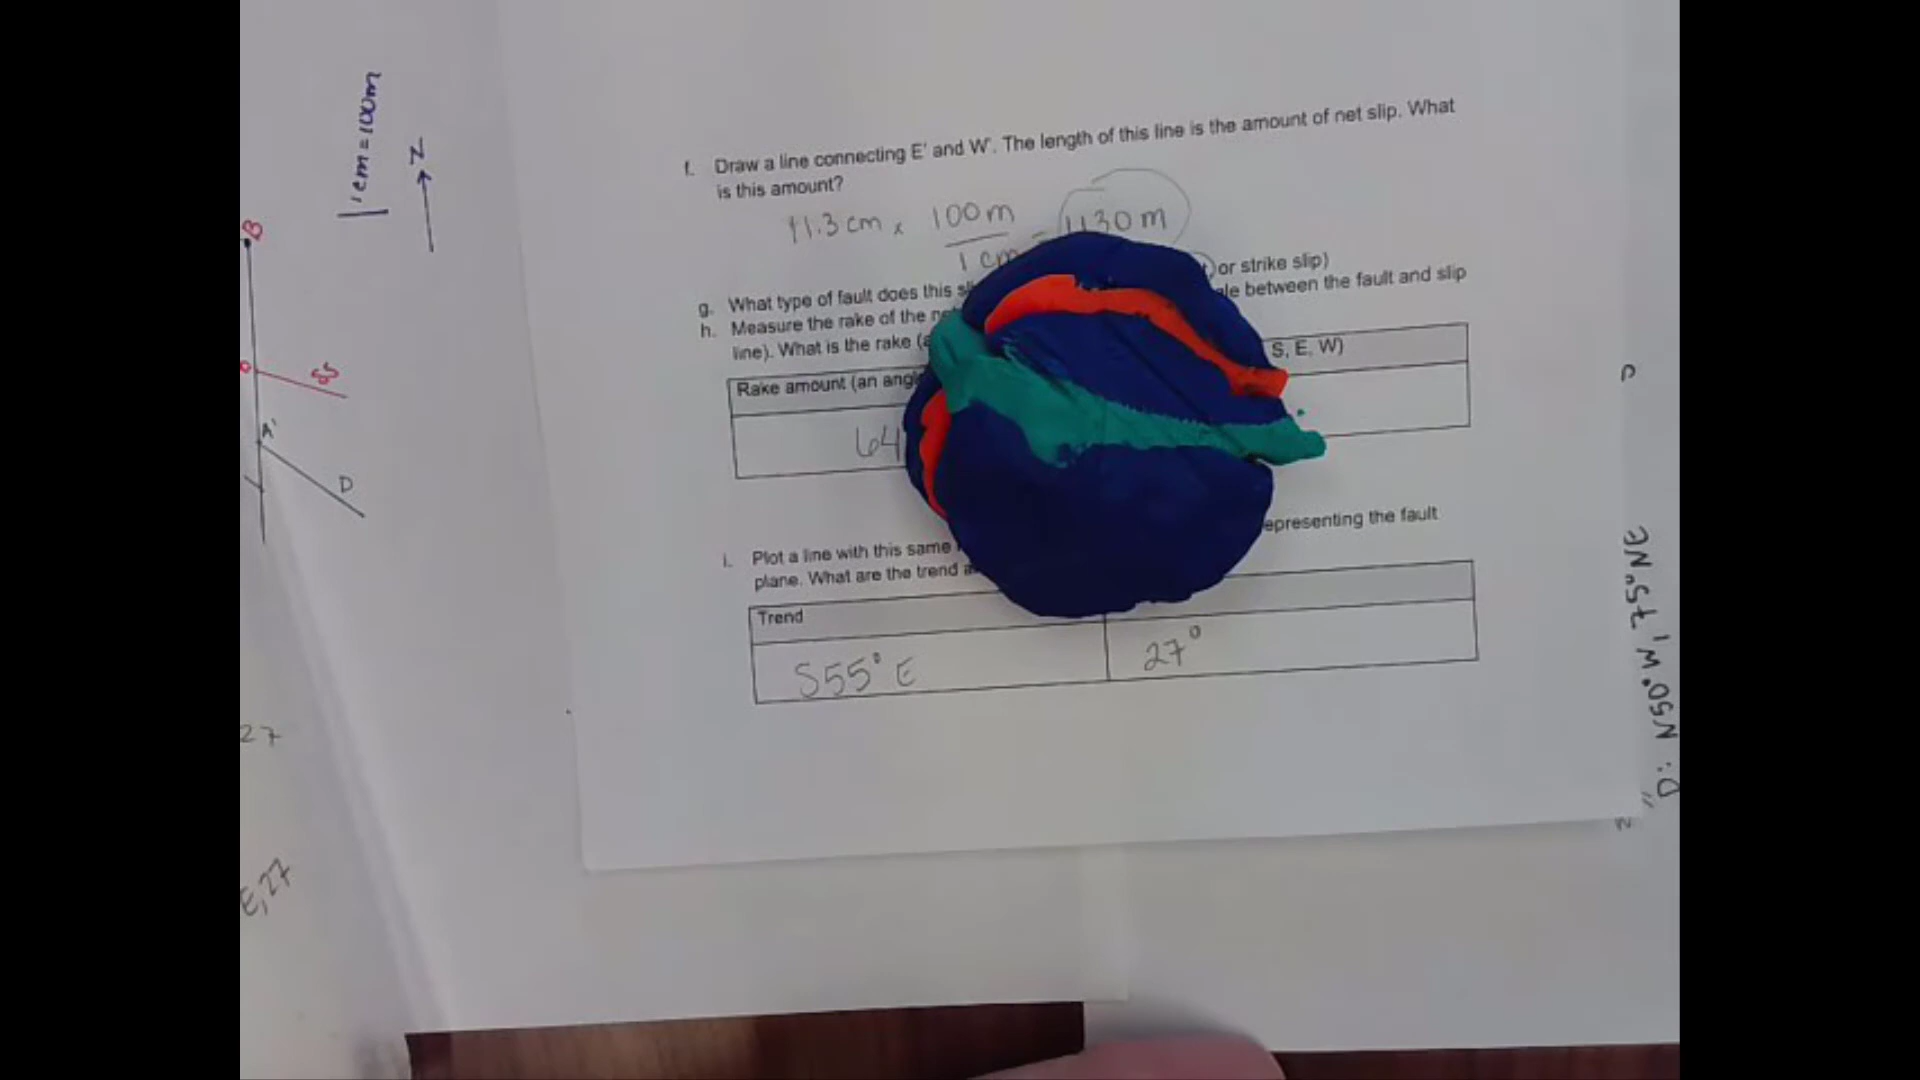 1cm=100m
N
B
SS
A'
D
27
E, 27
f. Draw a line connecting E' and W'. The length of this line is the amount of net slip. What
is this amount?
11.3 cm x 100 m / 1 cm = 1130 m
g. What type of fault does this or strike slip)
h. Measure the rake of the between the fault and slip
line). What is the rake
Rake amount (an S, E, W)
64
i. Plot a line with this same representing the fault
plane. What are the trend
Trend
S55° E 27°
D: N50°W, 75°NE